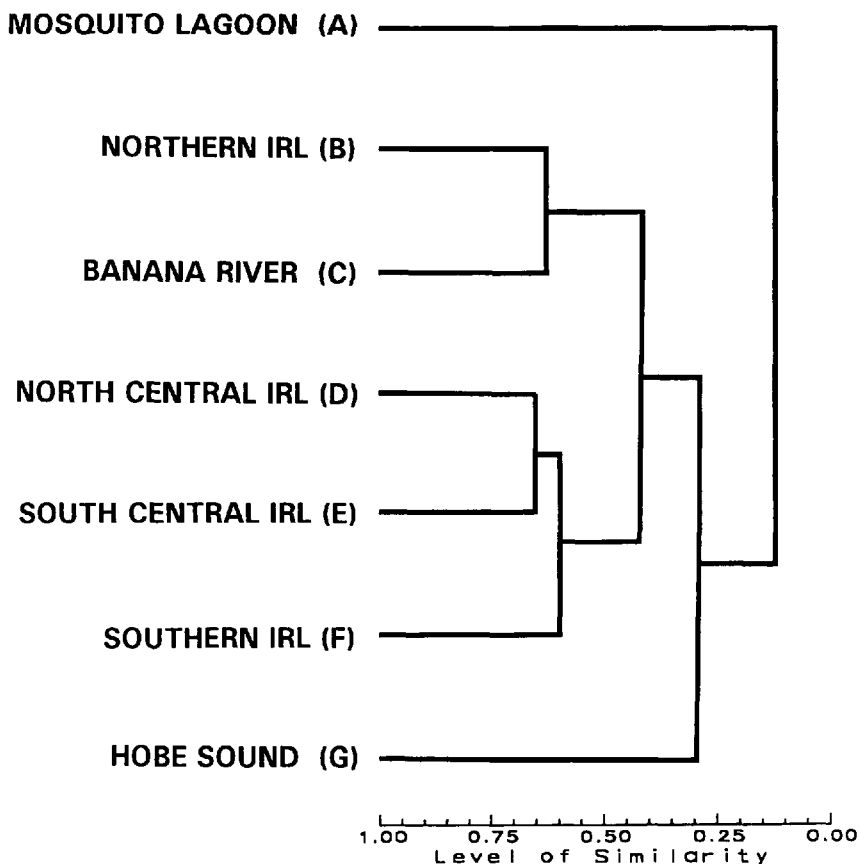 MOSQUITO LAGOON (A)
NORTHERN IRL (B)
BANANA RIVER (C)
NORTH CENTRAL IRL (D)
SOUTH CENTRAL IRL (E)
SOUTHERN IRL (F)
HOBE SOUND (G)
1.00 0.75 0.50 0.25 0.00
Level of Similarity